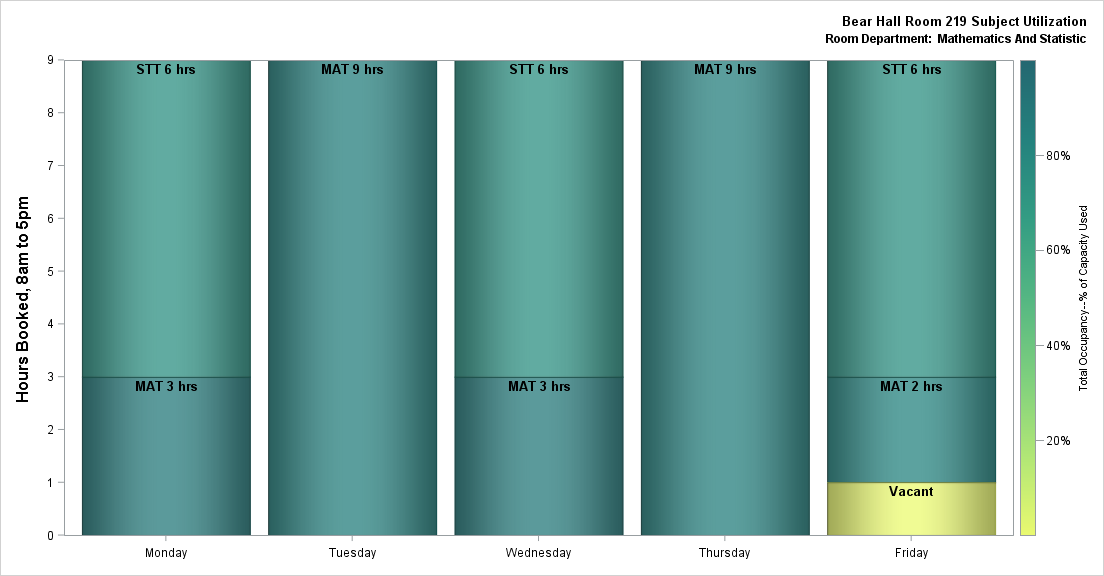 Bear Hall Room 219 Subject Utilization
Room Department: Mathematics And Statistic
Hours Booked, 8am to 5pm
9
8
7
6
5
4
3
2
1
0
STT 6 hrs
MAT 3 hrs
MAT 9 hrs
STT 6 hrs
MAT 3 hrs
MAT 9 hrs
STT 6 hrs
MAT 2 hrs
Vacant
Monday
Tuesday
Wednesday
Thursday
Friday
80%
60%
40%
20%
Total Occupancy--% of Capacity Used